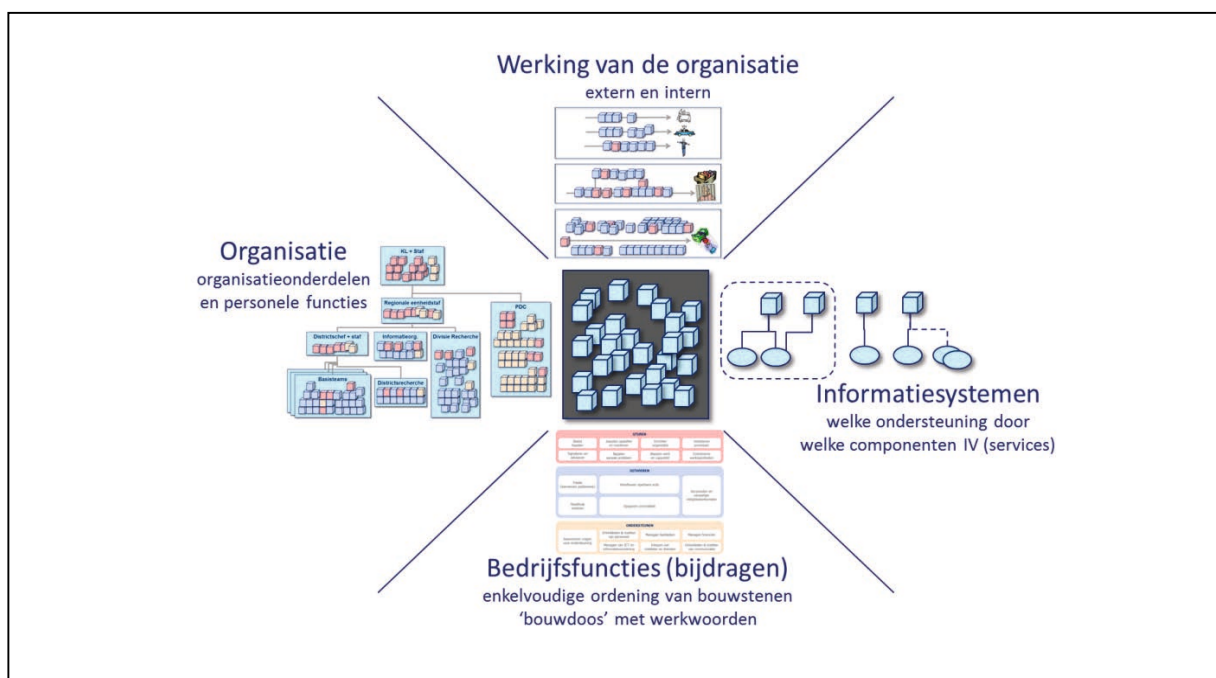 Werking van de organisatie
extern en intern
Organisatie
organisatieonderdelen
en personele functies
KL + Staf
Regionale eenheidstaf
PDC
Districtschef + staf
Informatieorg.
Divisie Recherche
Basisteams
Districtsrecherche
Informatiesystemen
welke ondersteuning door
welke componenten IV (services)
STUREN
UITVOEREN
ONDERSTEUNEN
Bedrijfsfuncties (bijdragen)
enkelvoudige ordening van bouwstenen
‘bouwdoos’ met werkwoorden